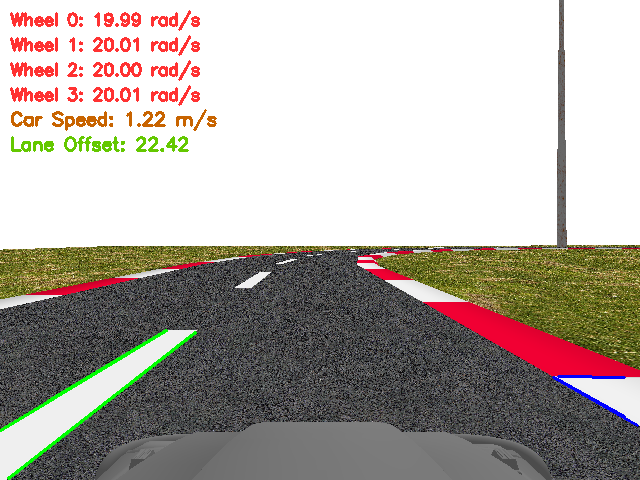 Wheel 0: 19.99 rad/s
Wheel 1: 20.01 rad/s
Wheel 2: 20.00 rad/s
Wheel 3: 20.01 rad/s
Car Speed: 1.22 m/s
Lane Offset: 22.42